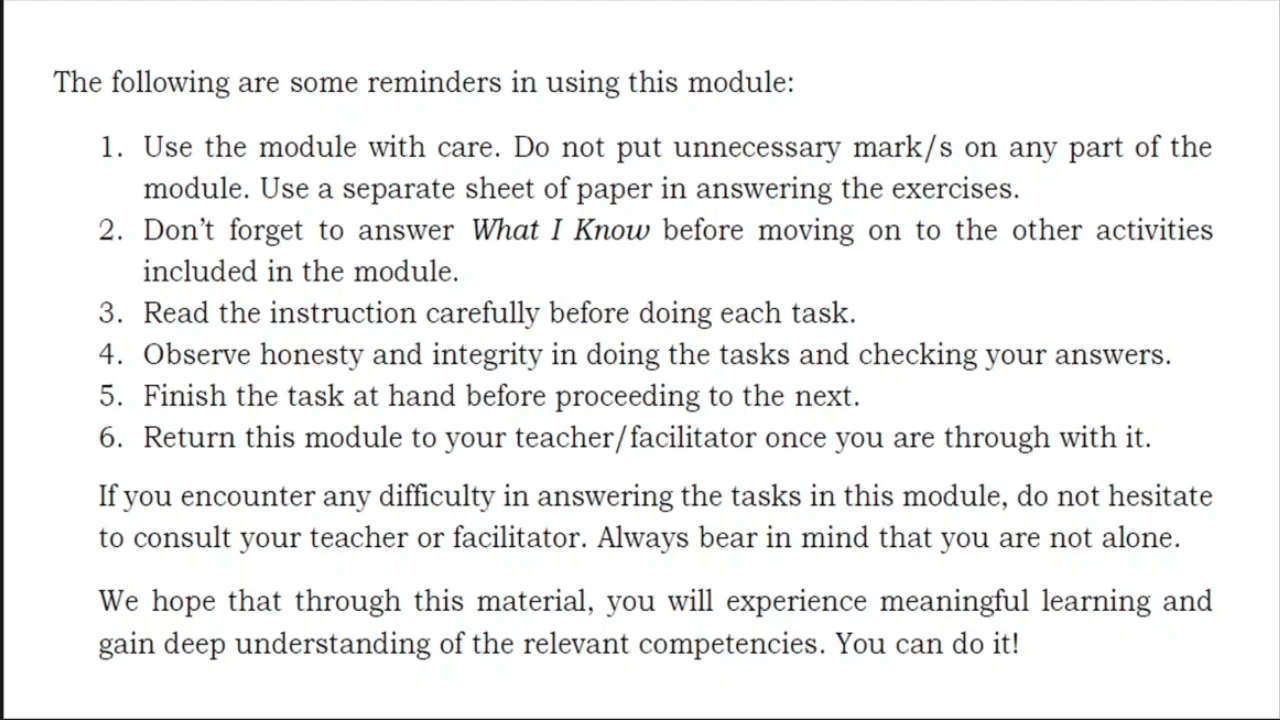 The following are some reminders in using this module:
1. Use the module with care. Do not put unnecessary mark/s on any part of the
module. Use a separate sheet of paper in answering the exercises.
2. Don’t forget to answer What I Know before moving on to the other activities
included in the module.
3. Read the instruction carefully before doing each task.
4. Observe honesty and integrity in doing the tasks and checking your answers.
5. Finish the task at hand before proceeding to the next.
6. Return this module to your teacher/facilitator once you are through with it.
If you encounter any difficulty in answering the tasks in this module, do not hesitate
to consult your teacher or facilitator. Always bear in mind that you are not alone.
We hope that through this material, you will experience meaningful learning and
gain deep understanding of the relevant competencies. You can do it!